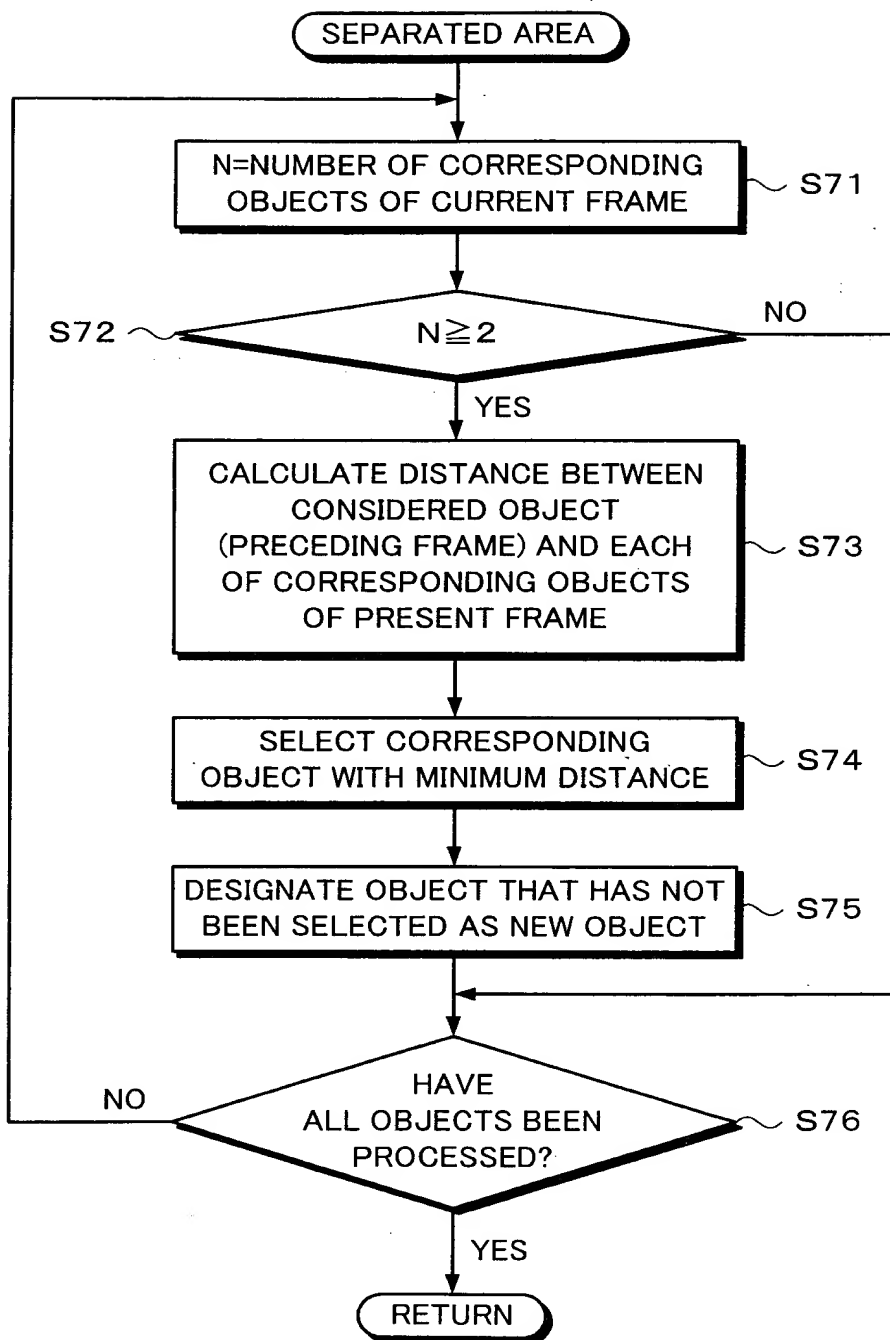 SEPARATED AREA
N=NUMBER OF CORRESPONDING
OBJECTS OF CURRENT FRAME
S71
S72
N≧2
NO
YES
CALCULATE DISTANCE BETWEEN
CONSIDERED OBJECT
(PRECEDING FRAME) AND EACH
OF CORRESPONDING OBJECTS
OF PRESENT FRAME
S73
SELECT CORRESPONDING
OBJECT WITH MINIMUM DISTANCE
S74
DESIGNATE OBJECT THAT HAS NOT
BEEN SELECTED AS NEW OBJECT
S75
NO
HAVE
ALL OBJECTS BEEN
PROCESSED?
S76
YES
RETURN